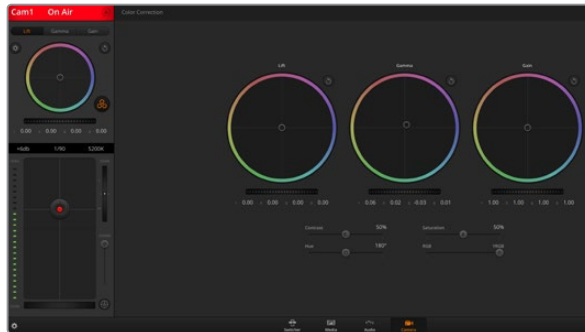 Cam1 On Air
Color Correction
Lift Gamma Gain
0.00 0.00 0.00 0.00
+6db 1/90 5200K
Lift Gamma Gain
0.00 0.00 0.00 0.00
0.06 0.02 -0.03 0.01
1.00 1.00 1.00 1.00
Contrast 50% Saturation 50%
Hue 180°
Switcher Media Audio Camera